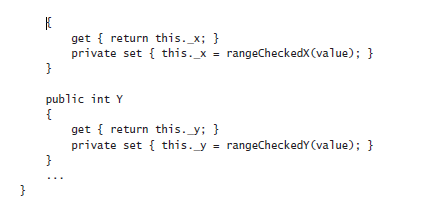 {
get { return this._x; }
private set { this._x = rangeCheckedX(value); }
}
public int Y
{
get { return this._y; }
private set { this._y = rangeCheckedY(value); }
}
...
}